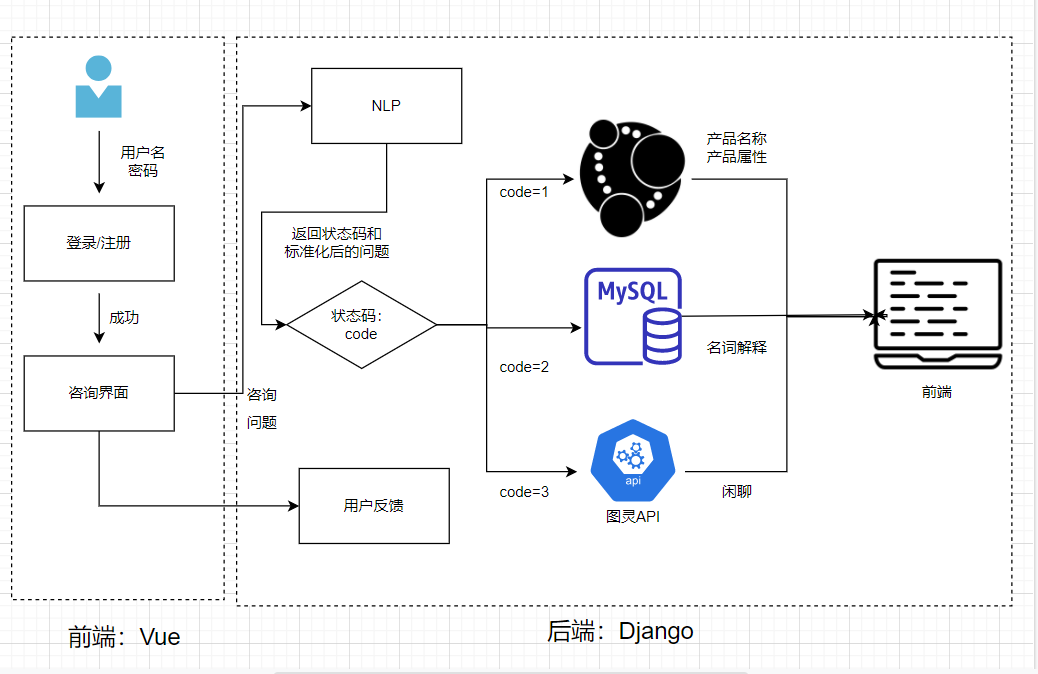 用户名
密码
登录/注册
成功
咨询界面
咨询
问题
NLP
返回状态码和
标准化后的问题
状态码：
code
用户反馈
code=1
code=2
code=3
产品名称
产品属性
MySQL
名词解释
api
图灵API
闲聊
前端
前端：Vue
后端：Django